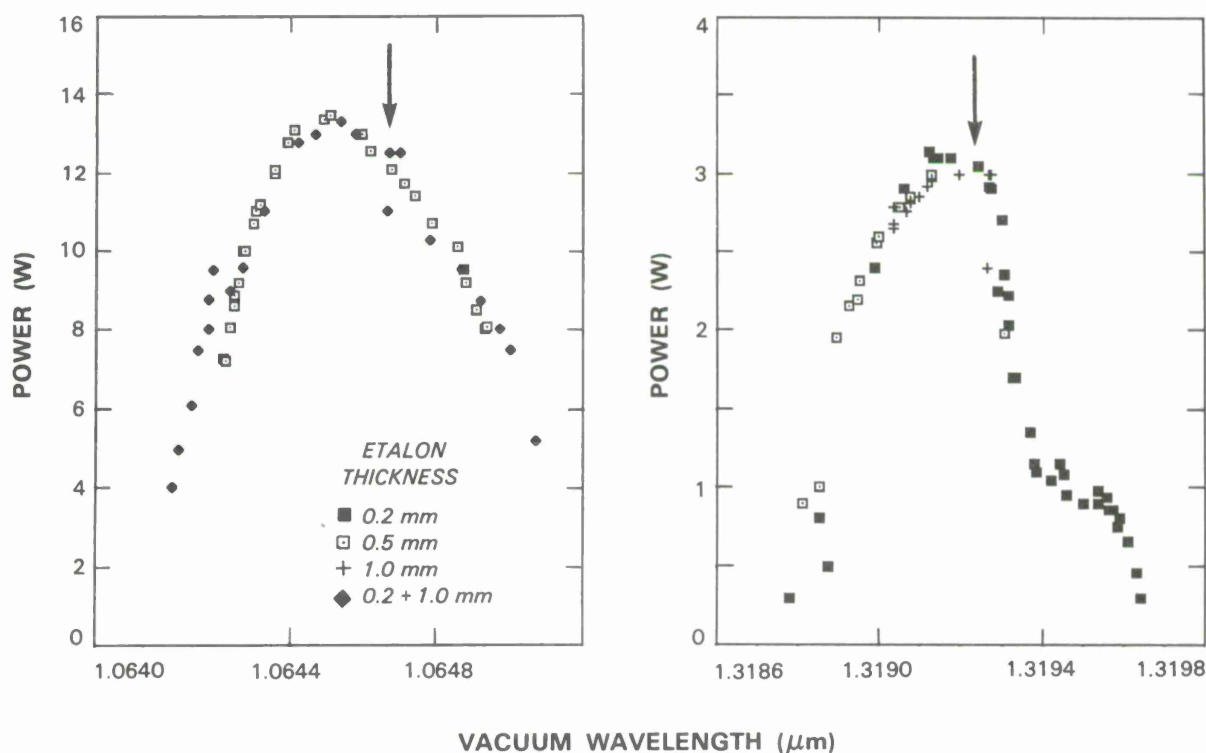 16
14
12
10
8
6
4
2
0
POWER (W)
ETALON
THICKNESS
0.2 mm
0.5 mm
1.0 mm
0.2 + 1.0 mm
1.0640
1.0644
1.0648
4
3
2
1
0
POWER (W)
1.3186
1.3190
1.3194
1.3198
VACUUM WAVELENGTH (μm)